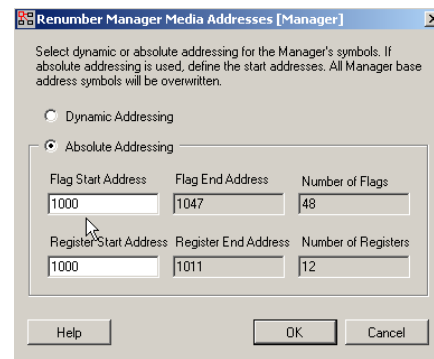 Renumber Manager Media Addresses [Manager]
Select dynamic or absolute addressing for the Manager's symbols. If
absolute addressing is used, define the start addresses. All Manager base
address symbols will be overwritten.
Dynamic Addressing
Absolute Addressing
Flag Start Address Flag End Address Number of Flags
1000 1047 48
Register Start Address Register End Address Number of Registers
1000 1011 12
Help OK Cancel